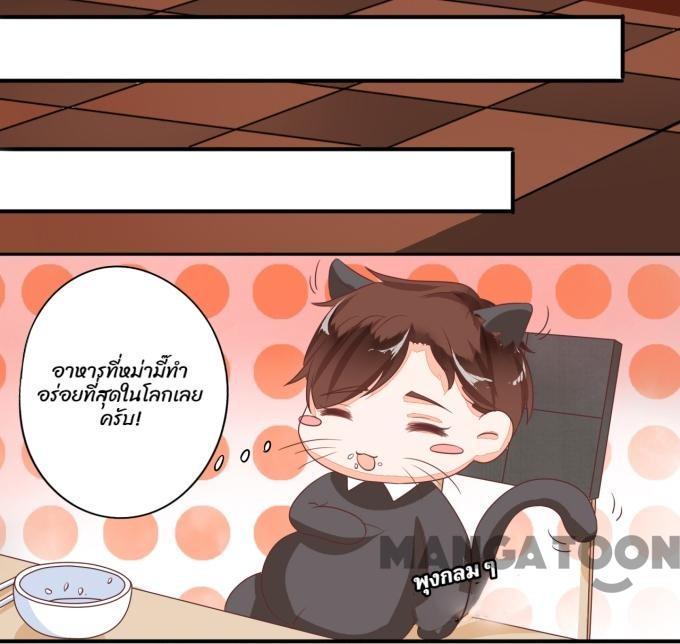 อาหารที่หม่ามี๊ทำ
อร่อยที่สุดในโลกเลย
ครับ!
MANGATOON
พุงกลม ๆ